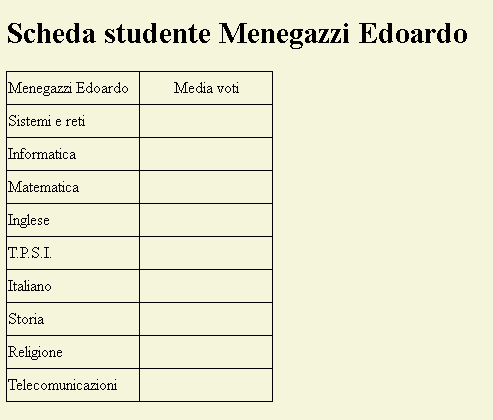 Scheda studente Menegazzi Edoardo
Menegazzi Edoardo Media voti
Sistemi e reti
Informatica
Matematica
Inglese
T.P.S.I.
Italiano
Storia
Religione
Telecomunicazioni